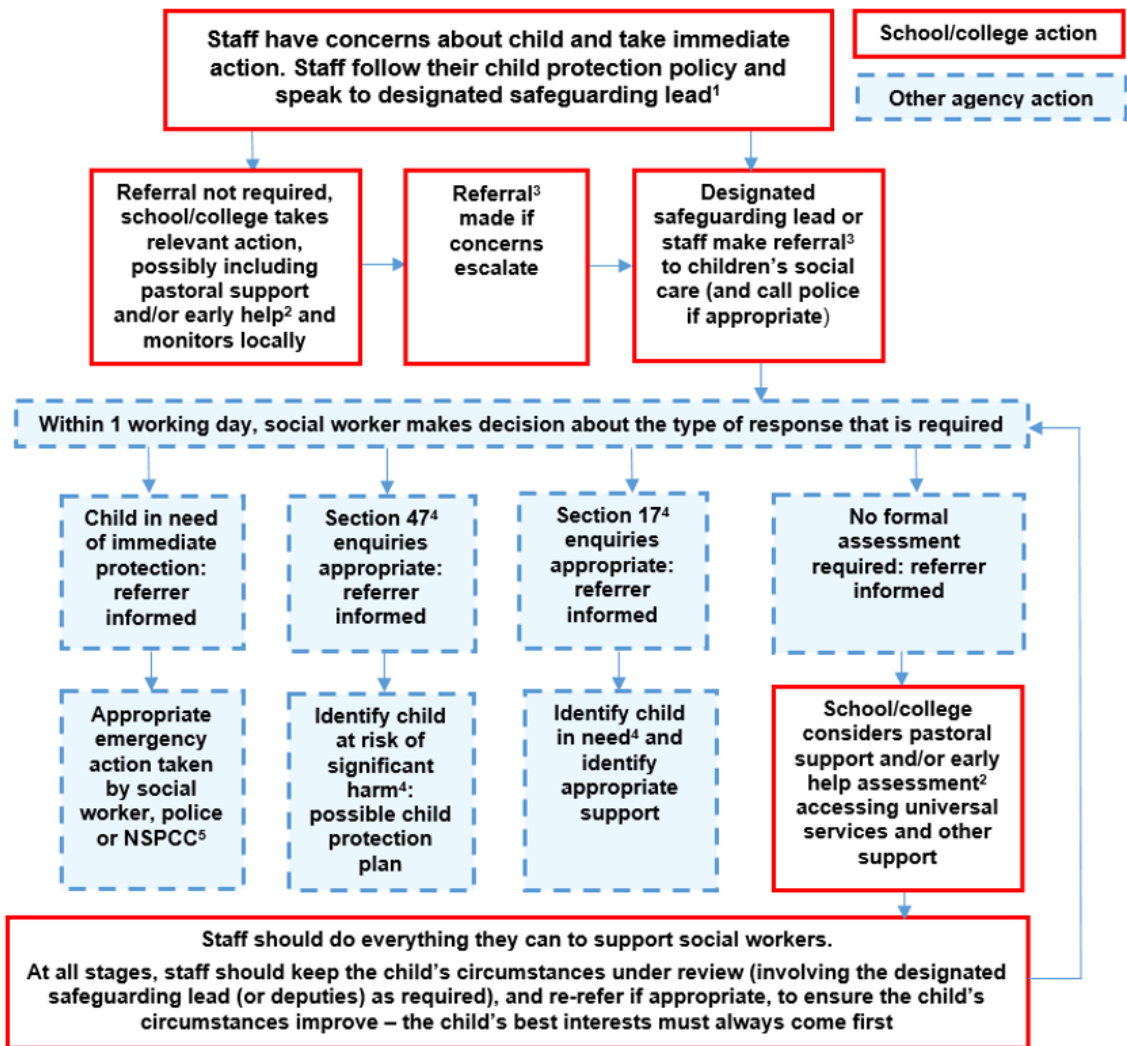 Staff have concerns about child and take immediate
action. Staff follow their child protection policy and
speak to designated safeguarding lead¹
School/college action
Other agency action
Referral not required,
school/college takes
relevant action,
possibly including
pastoral support
and/or early help² and
monitors locally
Referral³
made if
concerns
escalate
Designated
safeguarding lead or
staff make referral³
to children’s social
care (and call police
if appropriate)
Within 1 working day, social worker makes decision about the type of response that is required
Child in need
of immediate
protection:
referrer
informed
Section 47⁴
enquiries
appropriate:
referrer
informed
Section 17⁴
enquiries
appropriate:
referrer
informed
No formal
assessment
required: referrer
informed
Appropriate
emergency
action taken
by social
worker, police
or NSPCC⁵
Identify child
at risk of
significant
harm⁴:
possible child
protection
plan
Identify child
in need⁴ and
identify
appropriate
support
School/college
considers pastoral
support and/or early
help assessment²
accessing universal
services and other
support
Staff should do everything they can to support social workers.
At all stages, staff should keep the child’s circumstances under review (involving the designated
safeguarding lead (or deputies) as required), and re-refer if appropriate, to ensure the child’s
circumstances improve – the child’s best interests must always come first